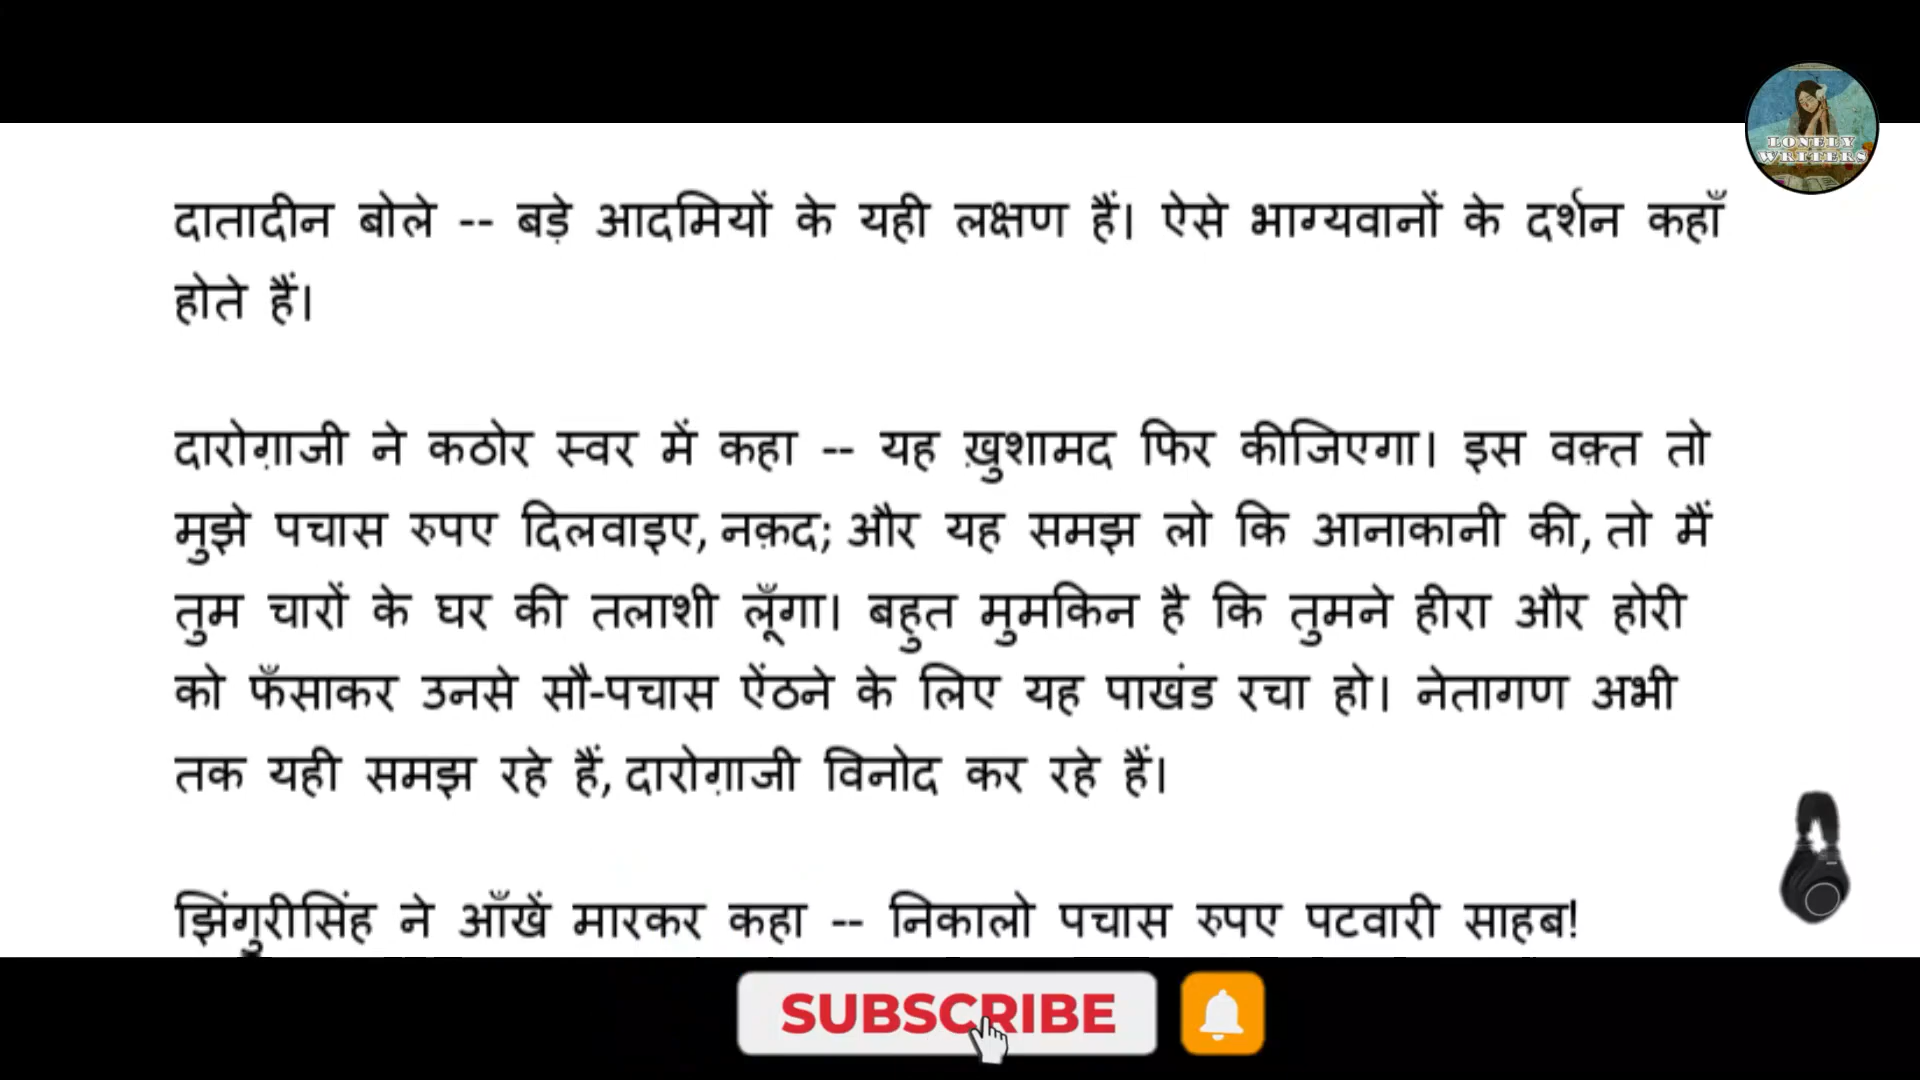 LONELY
WRITERS
दातादीन बोले -- बड़े आदमियों के यही लक्षण हैं। ऐसे भाग्यवानों के दर्शन कहाँ
होते हैं।
दारोग़ाजी ने कठोर स्वर में कहा -- यह ख़ुशामद फिर कीजिएगा। इस वक़्त तो
मुझे पचास रुपए दिलवाइए, नक़द; और यह समझ लो कि आनाकानी की, तो मैं
तुम चारों के घर की तलाशी लूँगा। बहुत मुमकिन है कि तुमने हीरा और होरी
को फँसाकर उनसे सौ-पचास ऐंठने के लिए यह पाखंड रचा हो। नेतागण अभी
तक यही समझ रहे हैं, दारोग़ाजी विनोद कर रहे हैं।
झिंगुरीसिंह ने आँखें मारकर कहा -- निकालो पचास रुपए पटवारी साहब!
SUBSCRIBE